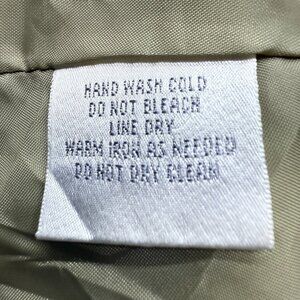 HAND WASH COLD
DO NOT BLEACH
LINE DRY
WARM IRON AS NEEDED
DO NOT DRY CLEAN